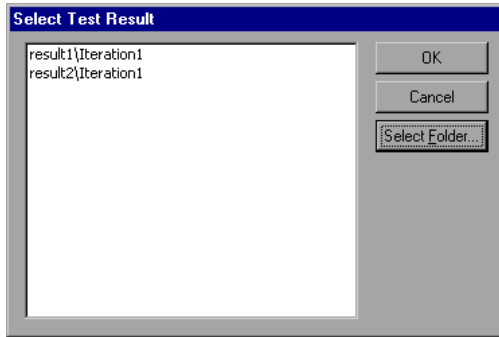 Select Test Result
result1\Iteration1
result2\Iteration1
OK
Cancel
Select Folder...